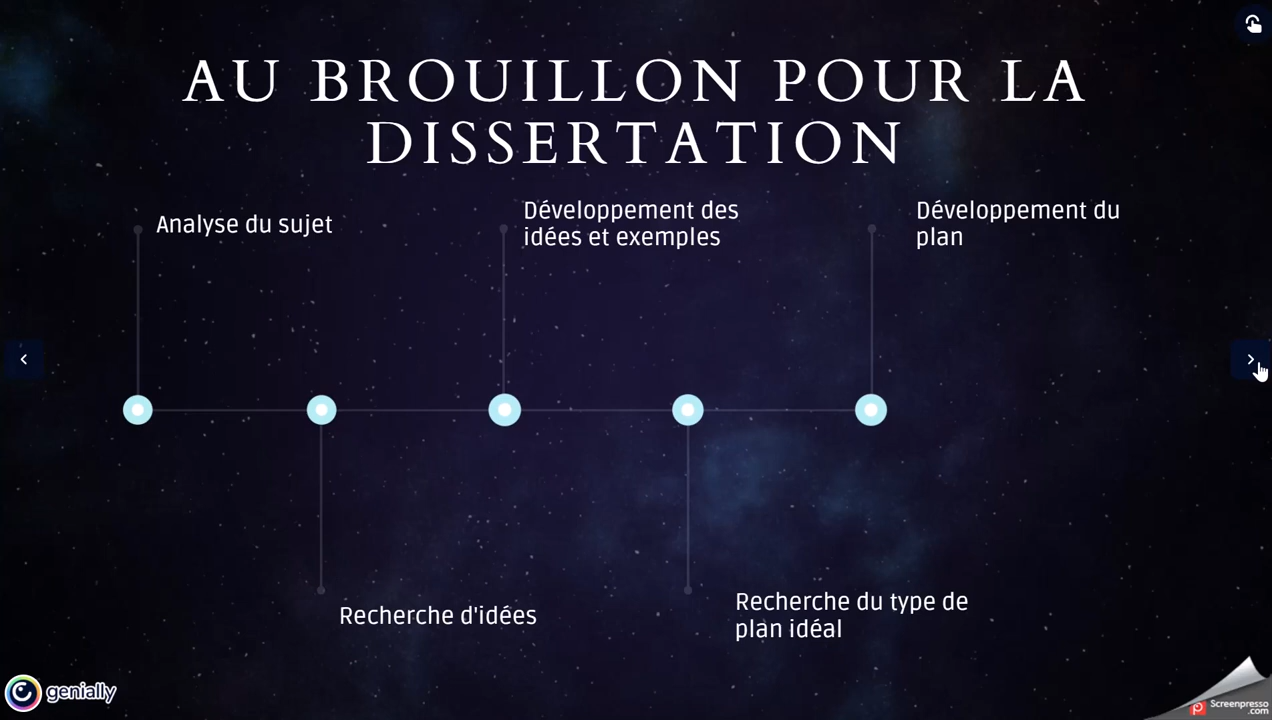 AU BROUILLON POUR LA
DISSERTATION
Analyse du sujet
Développement des
idées et exemples
Développement du
plan
Recherche d'idées
Recherche du type de
plan idéal
genially
Screenpresso
.com